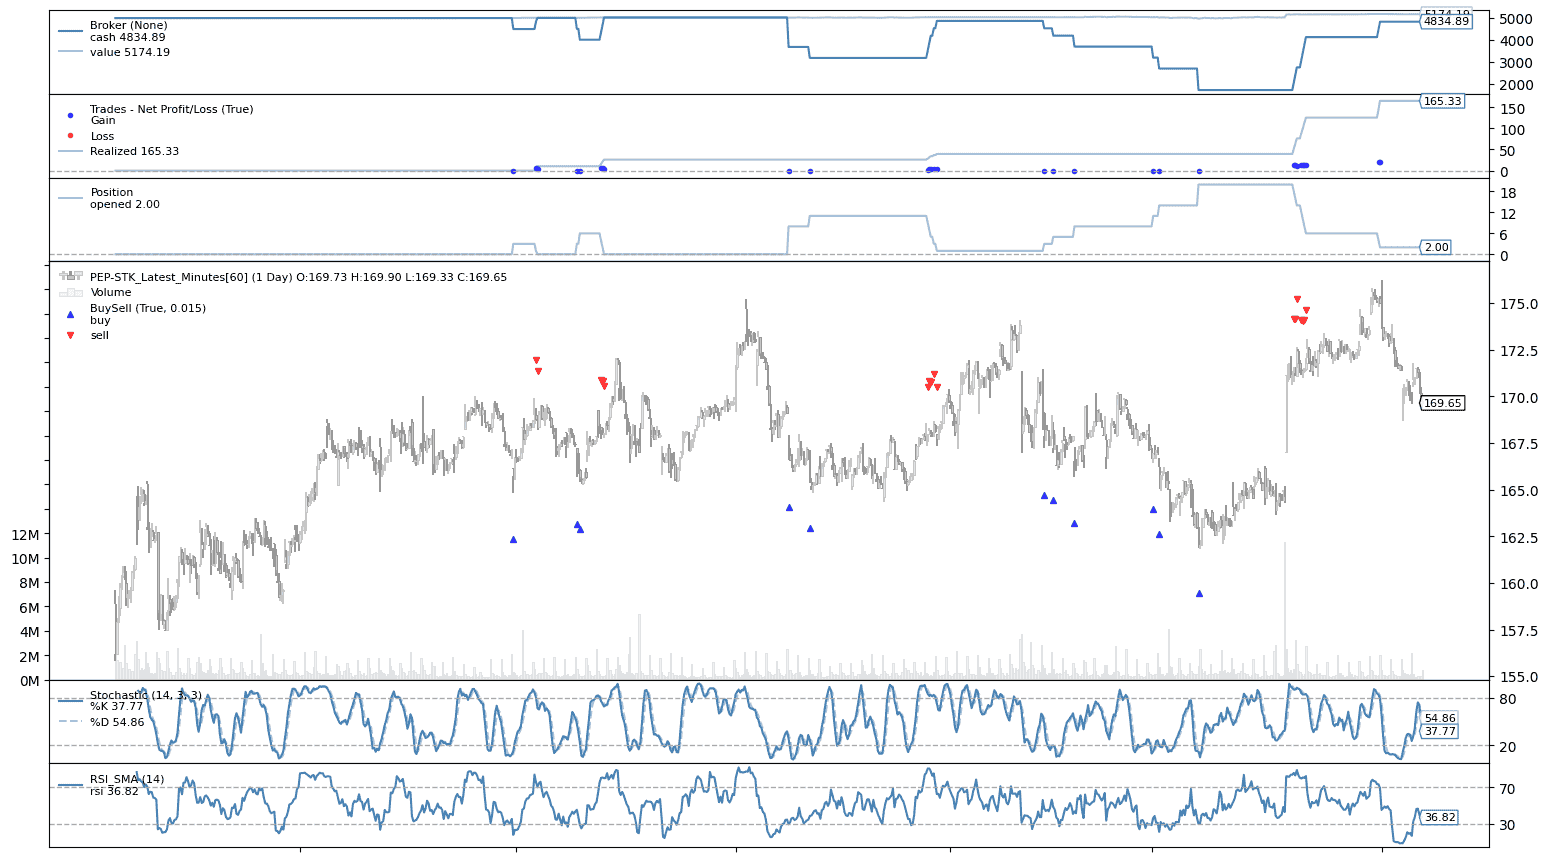 Broker (None)
cash 4834.89
value 5174.19
5174.19
4834.89
5000
4000
3000
2000
Trades - Net Profit/Loss (True)
Gain
Loss
Realized 165.33
165.33
150
100
50
0
Position
opened 2.00
18
12
6
2.00
0
PEP-STK_Latest_Minutes[60] (1 Day) O:169.73 H:169.90 L:169.33 C:169.65
Volume
BuySell (True, 0.015)
buy
sell
175.0
172.5
170.0
169.65
167.5
165.0
162.5
160.0
157.5
155.0
12M
10M
8M
6M
4M
2M
0M
Stochastic (14, 3, 3)
%K 37.77
%D 54.86
80
54.86
37.77
20
RSI_SMA (14)
rsi 36.82
70
36.82
30